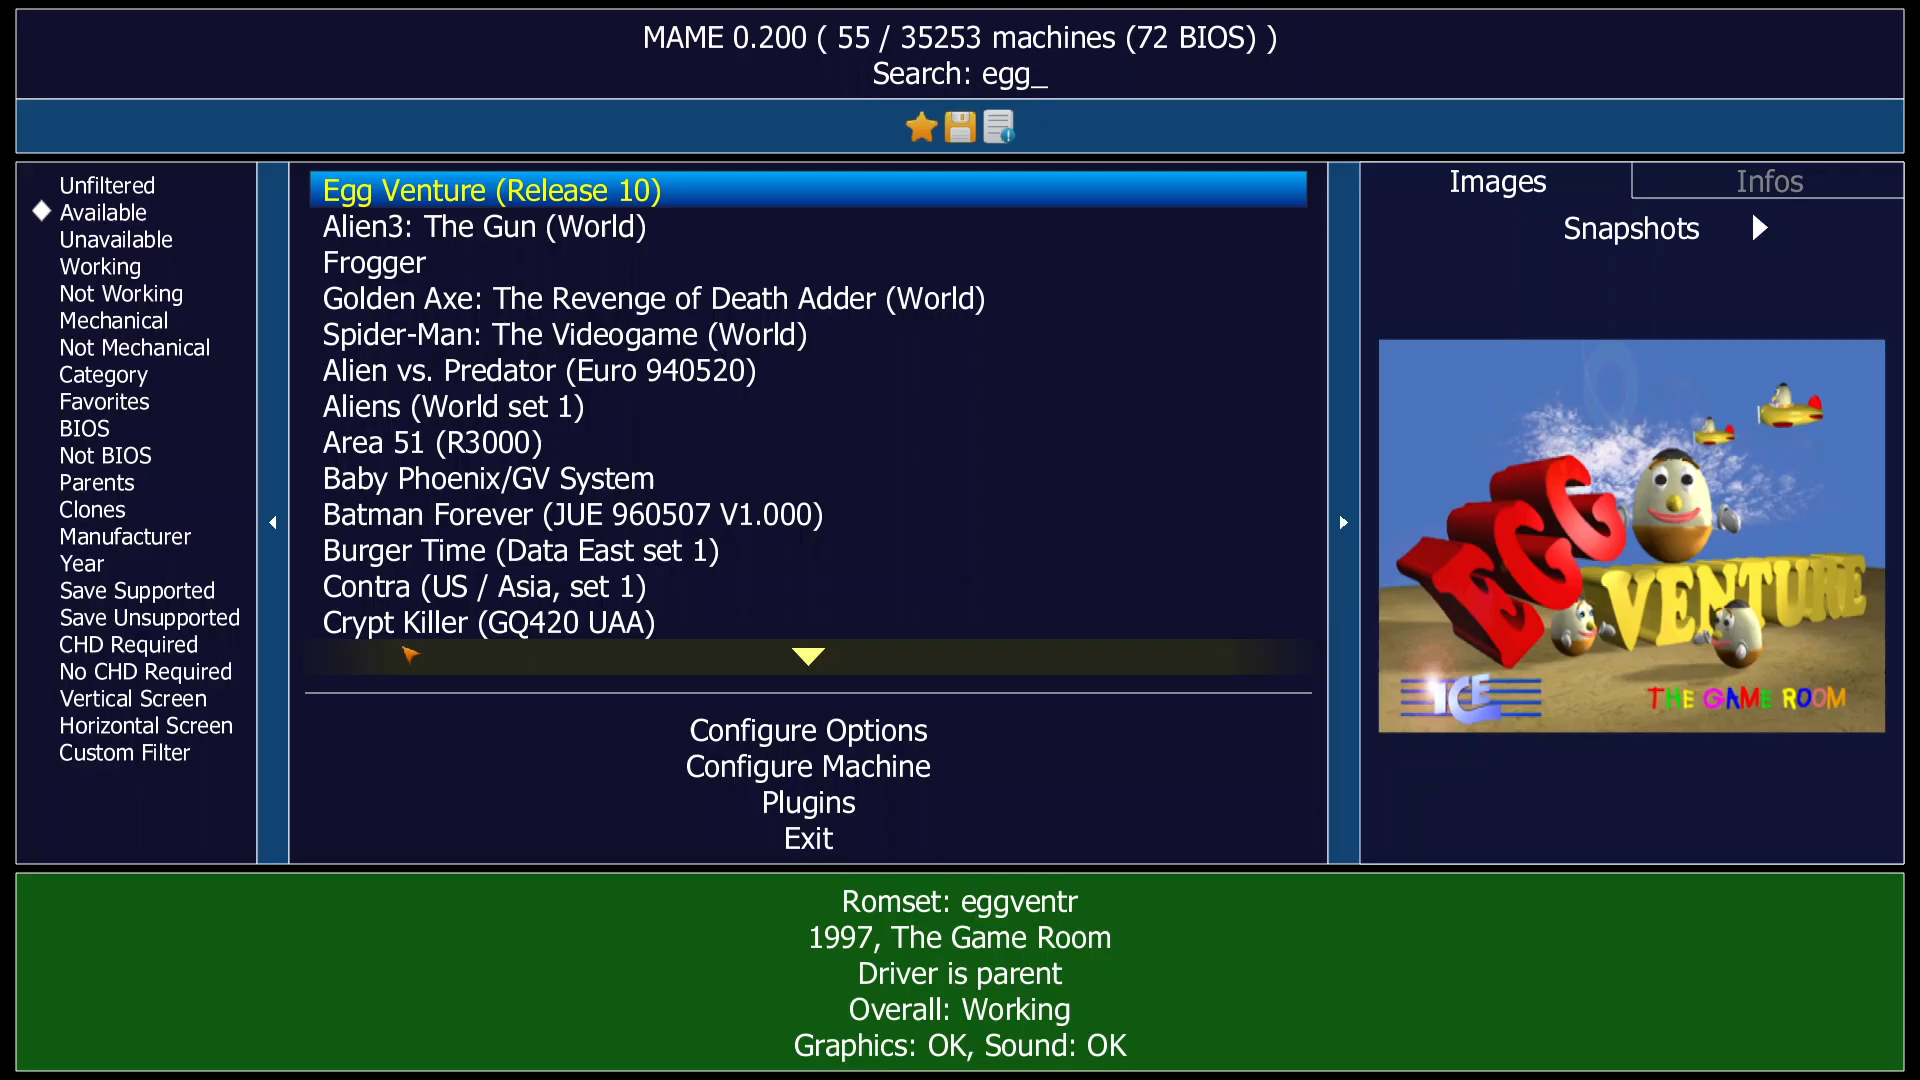 MAME 0.200 ( 55 / 35253 machines (72 BIOS) )
Search: egg_
Unfiltered
Available
Unavailable
Working
Not Working
Mechanical
Not Mechanical
Category
Favorites
BIOS
Not BIOS
Parents
Clones
Manufacturer
Year
Save Supported
Save Unsupported
CHD Required
No CHD Required
Vertical Screen
Horizontal Screen
Custom Filter
Egg Venture (Release 10)
Alien3: The Gun (World)
Frogger
Golden Axe: The Revenge of Death Adder (World)
Spider-Man: The Videogame (World)
Alien vs. Predator (Euro 940520)
Aliens (World set 1)
Area 51 (R3000)
Baby Phoenix/GV System
Batman Forever (JUE 960507 V1.000)
Burger Time (Data East set 1)
Contra (US / Asia, set 1)
Crypt Killer (GQ420 UAA)
Configure Options
Configure Machine
Plugins
Exit
Images
Infos
Snapshots
EGG
VENTURE
ICE
THE GAME ROOM
Romset: eggventr
1997, The Game Room
Driver is parent
Overall: Working
Graphics: OK, Sound: OK